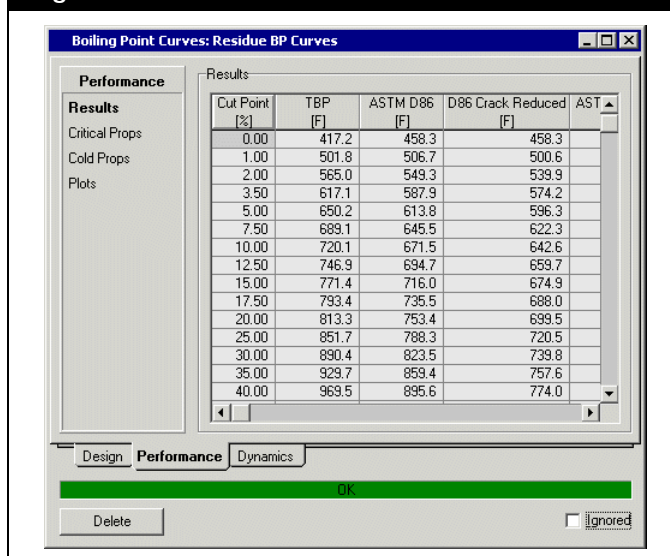 Boiling Point Curves: Residue BP Curves
Performance
Results
Critical Props
Cold Props
Plots
Results
Cut Point TBP ASTM D86 D86 Crack Reduced AST
[%] [F] [F] [F]
0.00 417.2 458.3 458.3
1.00 501.8 506.7 500.6
2.00 565.0 549.3 539.9
3.50 617.1 587.9 574.2
5.00 650.2 613.8 596.3
7.50 689.1 645.5 622.3
10.00 720.1 671.5 642.6
12.50 746.9 694.7 659.7
15.00 771.4 716.0 674.9
17.50 793.4 735.5 688.0
20.00 813.3 753.4 699.5
25.00 851.7 788.3 720.5
30.00 890.4 823.5 739.8
35.00 929.7 859.4 757.6
40.00 969.5 895.6 774.0
Design Performance Dynamics
OK
Delete Ignored